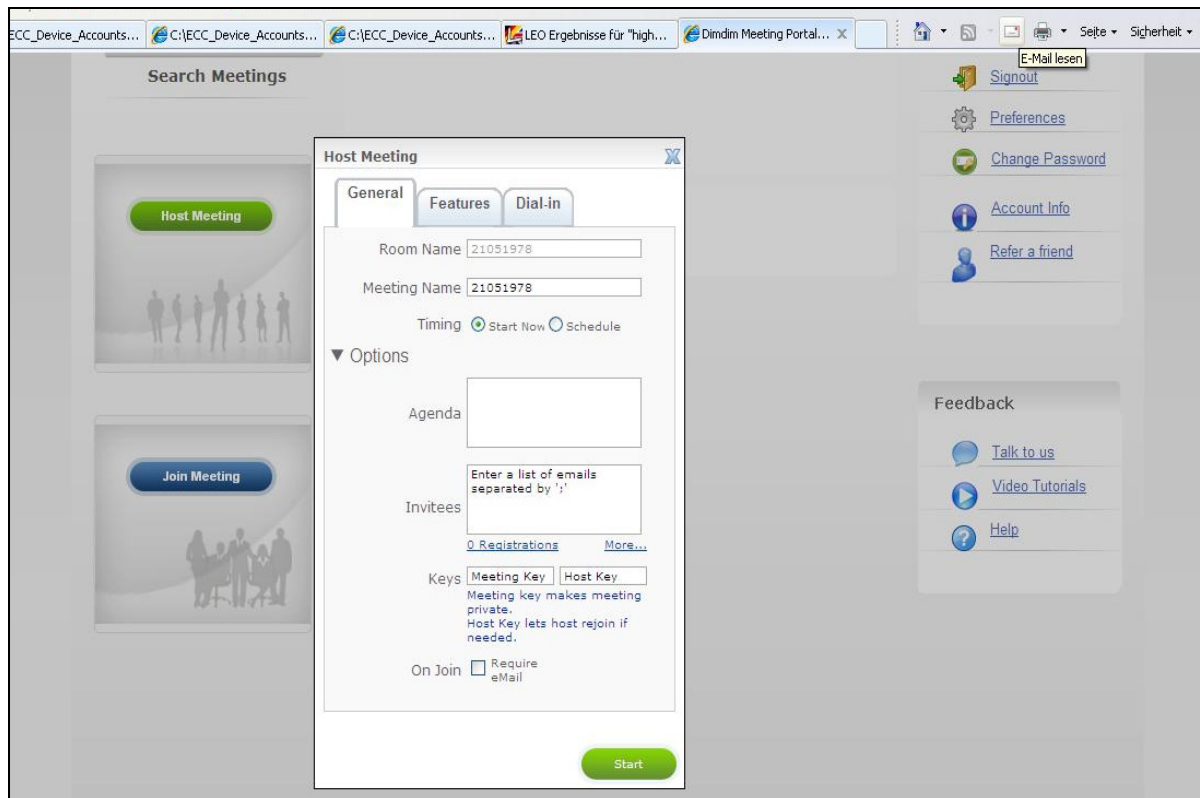 ECC_Device_Accounts... C:\ECC_Device_Accounts... C:\ECC_Device_Accounts... LEO Ergebnisse für "high... Dimdim Meeting Portal... X Seite Sicherheit
E-Mail lesen
Search Meetings
Host Meeting
Join Meeting
Host Meeting
General Features Dial-in
Room Name 21051978
Meeting Name 21051978
Timing Start Now Schedule
▼ Options
Agenda
Invitees Enter a list of emails
separated by ';'
0 Registrations More...
Keys Meeting Key Host Key
Meeting key makes meeting
private.
Host Key lets host rejoin if
needed.
On Join Require
eMail
Start
Signout
Preferences
Change Password
Account Info
Refer a friend
Feedback
Talk to us
Video Tutorials
Help